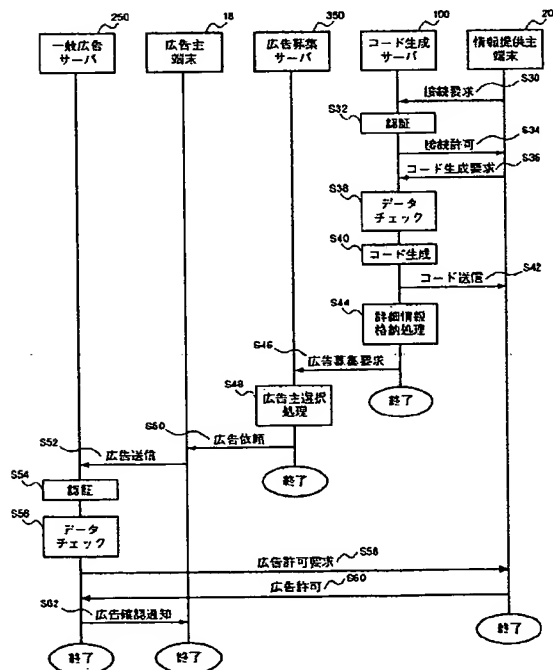 250
18
350
100
20
一般広告
サーバ
広告主
端末
広告募集
サーバ
コード生成
サーバ
情報提供主
端末
S30
接続要求
S32
認証
S34
接続許可
S36
コード生成要求
S38
データ
チェック
S40
コード生成
S42
コード送信
S44
詳細情報
格納処理
S46
広告募集要求
終了
S48
広告主選択
処理
S50
広告依頼
終了
S52
広告送信
S54
認証
S56
データ
チェック
S58
広告許可要求
S60
広告許可
終了
S62
広告確認通知
終了
終了